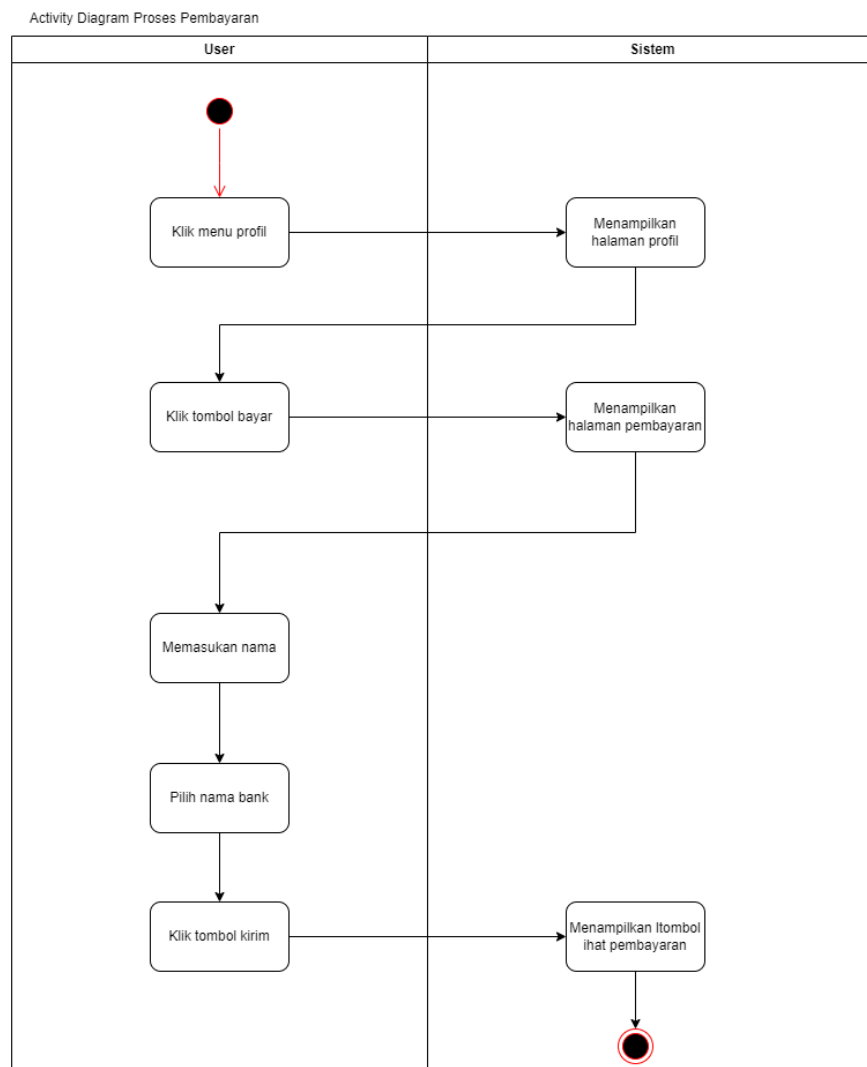 Activity Diagram Proses Pembayaran
User
Sistem
Klik menu profil
Menampilkan
halaman profil
Klik tombol bayar
Menampilkan
halaman pembayaran
Memasukan nama
Pilih nama bank
Klik tombol kirim
Menampilkan ltombol
ihat pembayaran